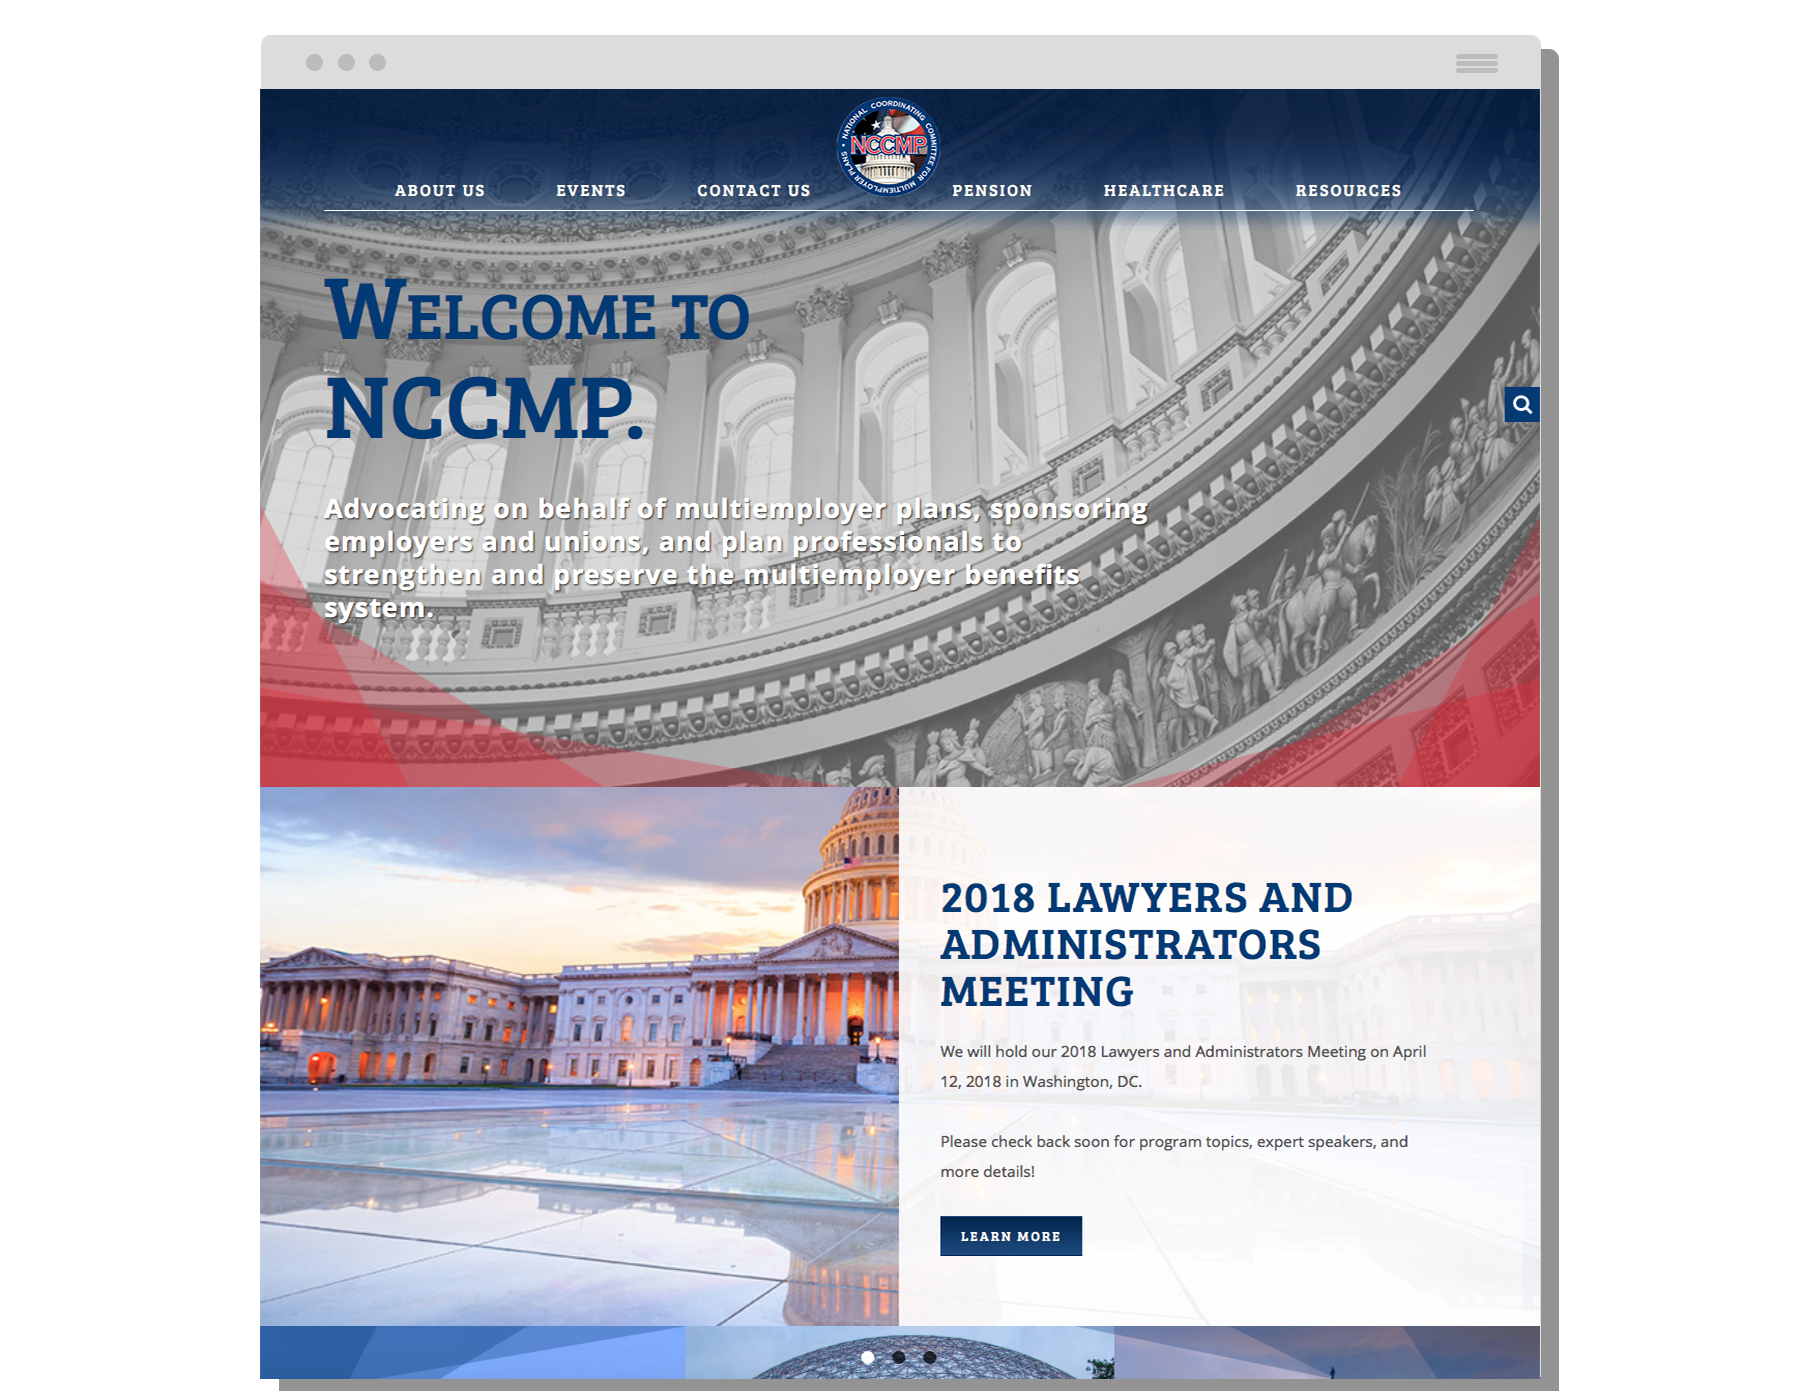 NATIONAL COORDINATING COMMITTEE FOR MULTIEMPLOYER PLANS
NCCMP
ABOUT US
EVENTS
CONTACT US
PENSION
HEALTHCARE
RESOURCES
WELCOME TO
NCCMP.
Advocating on behalf of multiemployer plans, sponsoring
employers and unions, and plan professionals to
strengthen and preserve the multiemployer benefits
system.
2018 LAWYERS AND
ADMINISTRATORS
MEETING
We will hold our 2018 Lawyers and Administrators Meeting on April
12, 2018 in Washington, DC.
Please check back soon for program topics, expert speakers, and
more details!
LEARN MORE